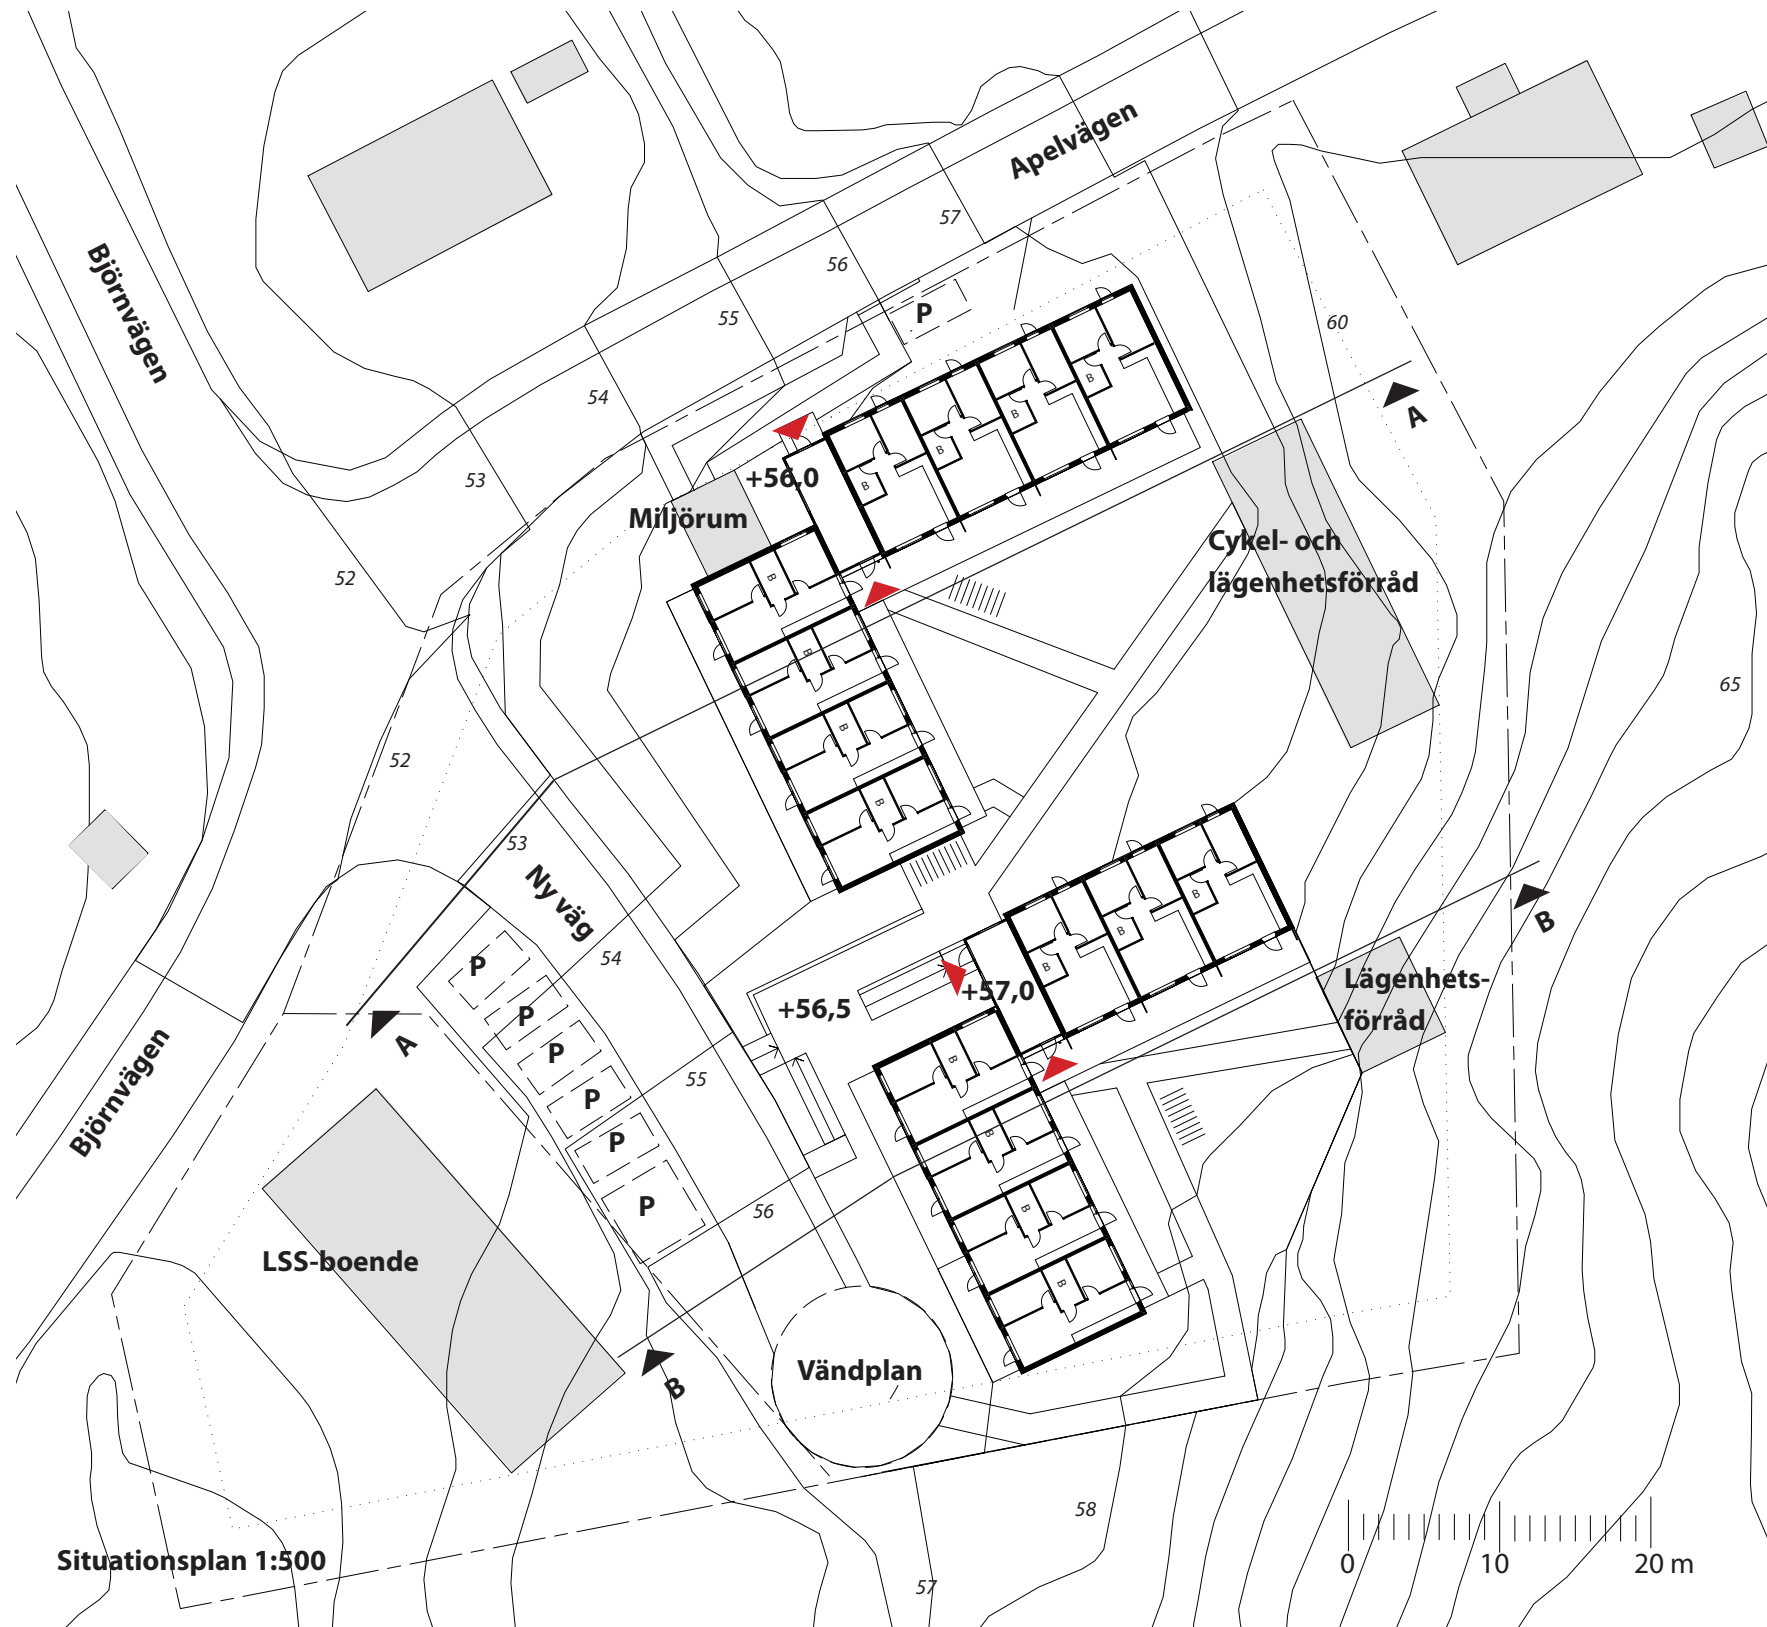 Apelvägen
57
56
Björnvägen
P
55
60
54
A
53
+56,0
B
B
B
B
Miljörum
Cykel- och
lägenhetsförråd
52
B
B
B
B
65
52
53
Ny väg
B
B
B
B
54
P
P
+56,5
+57,0
Lägenhets-
förråd
A
P
P
P
P
Björnvägen
55
B
B
B
B
56
LSS-boende
Vändplan
B
58
57
Situationsplan 1:500
0 10 20 m